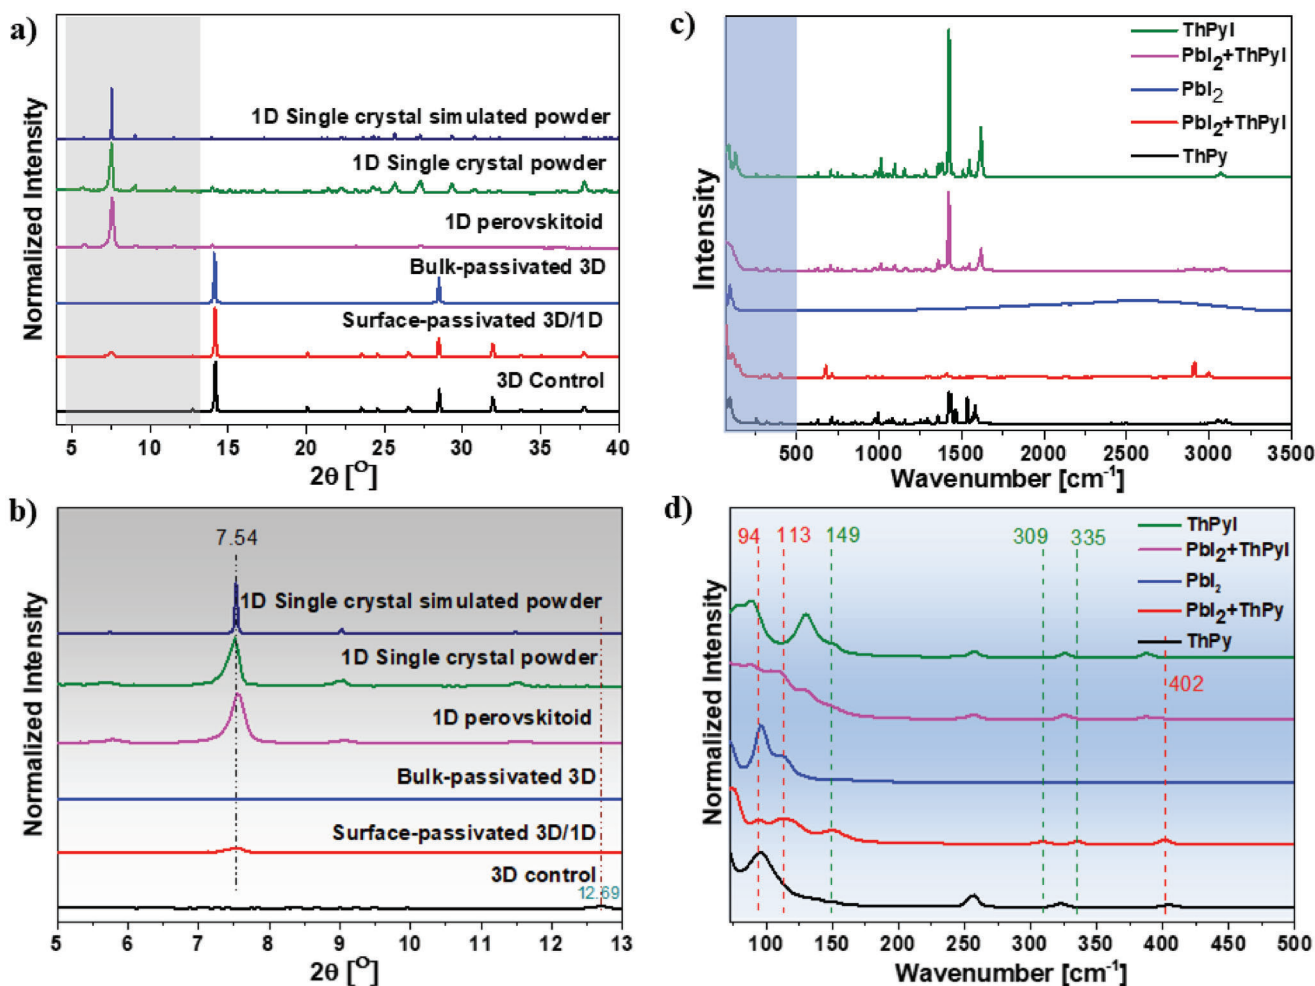 a)
Normalized Intensity
1D Single crystal simulated powder
1D Single crystal powder
1D perovskitoid
Bulk-passivated 3D
Surface-passivated 3D/1D
3D Control
5 10 15 20 25 30 35 40
2θ [O]
c)
Intensity
ThPyI
PbI2+ThPyI
PbI2
PbI2+ThPyI
ThPy
500 1000 1500 2000 2500 3000 3500
Wavenumber [cm-1]
b)
Normalized Intensity
7.54
1D Single crystal simulated powder
1D Single crystal powder
1D perovskitoid
Bulk-passivated 3D
Surface-passivated 3D/1D
3D control
12.69
5 6 7 8 9 10 11 12 13
2θ [O]
d)
Normalized Intensity
94 113 149 309 335
ThPyI
PbI2+ThPyI
PbI2
PbI2+ThPy
ThPy
402
100 150 200 250 300 350 400 450 500
Wavenumber [cm-1]